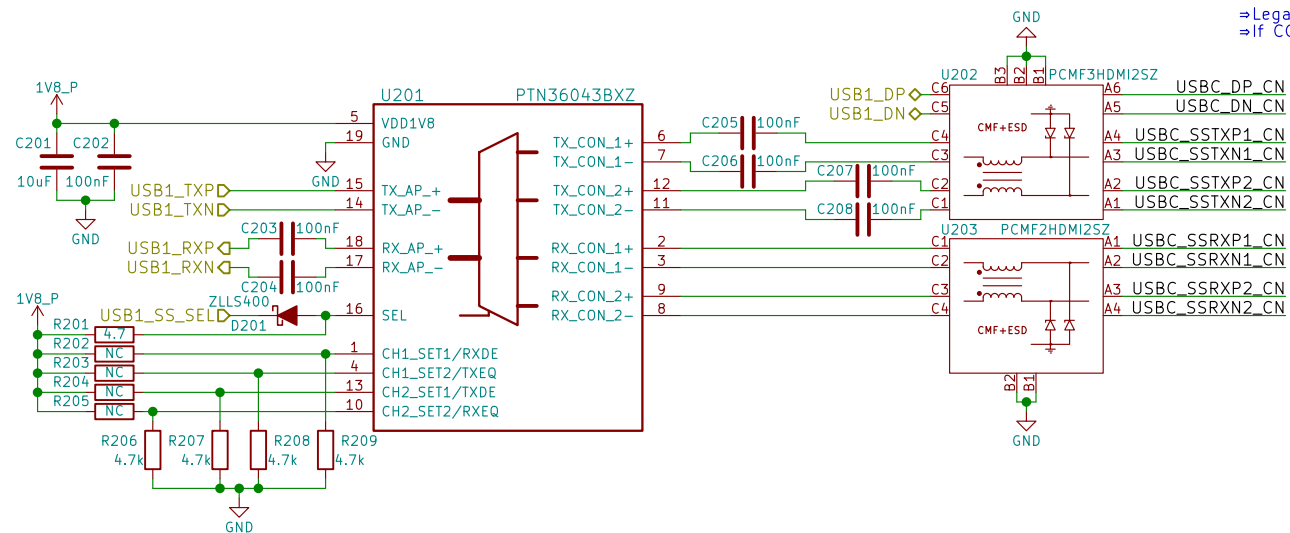 ⇒Lega
⇒If CO
GND
1V8_P
U201 PTN36043BXZ
U202 PCMF3HDMI2SZ
B3 B2 B1
C201 10uF
C202 100nF
GND
5 VDD1V8
19 GND
GND
USB1_TXP 15 TX_AP_+
USB1_TXN 14 TX_AP_-
USB1_RXP C203 100nF 18 RX_AP_+
USB1_RXN C204 100nF 17 RX_AP_-
1V8_P
USB1_SS_SEL ZLLS400 D201 16 SEL
R201 4.7
R202 NC 1 CH1_SET1/RXDE
R203 NC 4 CH1_SET2/TXEQ
R204 NC 13 CH2_SET1/TXDE
R205 NC 10 CH2_SET2/RXEQ
R206 4.7k
R207 4.7k
R208 4.7k
R209 4.7k
GND
TX_CON_1+ 6 C205 100nF
TX_CON_1- 7 C206 100nF
TX_CON_2+ 12 C207 100nF
TX_CON_2- 11 C208 100nF
RX_CON_1+ 2
RX_CON_1- 3
RX_CON_2+ 9
RX_CON_2- 8
USB1_DP C6 A6 USBC_DP_CN
USB1_DN C5 A5 USBC_DN_CN
CMF+ESD
C4 A4 USBC_SSTXP1_CN
C3 A3 USBC_SSTXN1_CN
C2 A2 USBC_SSTXP2_CN
C1 A1 USBC_SSTXN2_CN
U203 PCMF2HDMI2SZ
C1 A1 USBC_SSRXP1_CN
C2 A2 USBC_SSRXN1_CN
C3 A3 USBC_SSRXP2_CN
C4 A4 USBC_SSRXN2_CN
CMF+ESD
B2 B1
GND